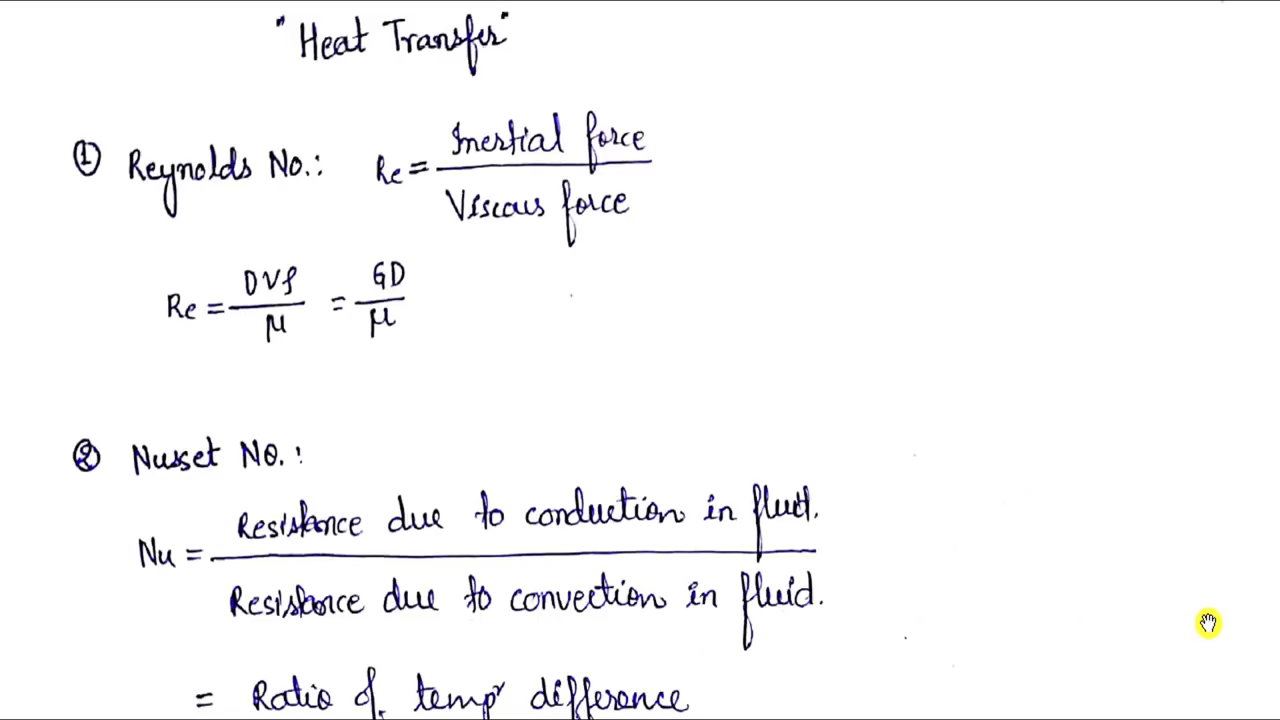 "Heat Transfer"
① Reynolds No.: Re = Inertial force / Viscous force
Re = DVρ / μ = GD / μ
② Nusset No.:
Nu = Resistance due to conduction in fluid. / Resistance due to convection in fluid.
= Ratio of tempr difference